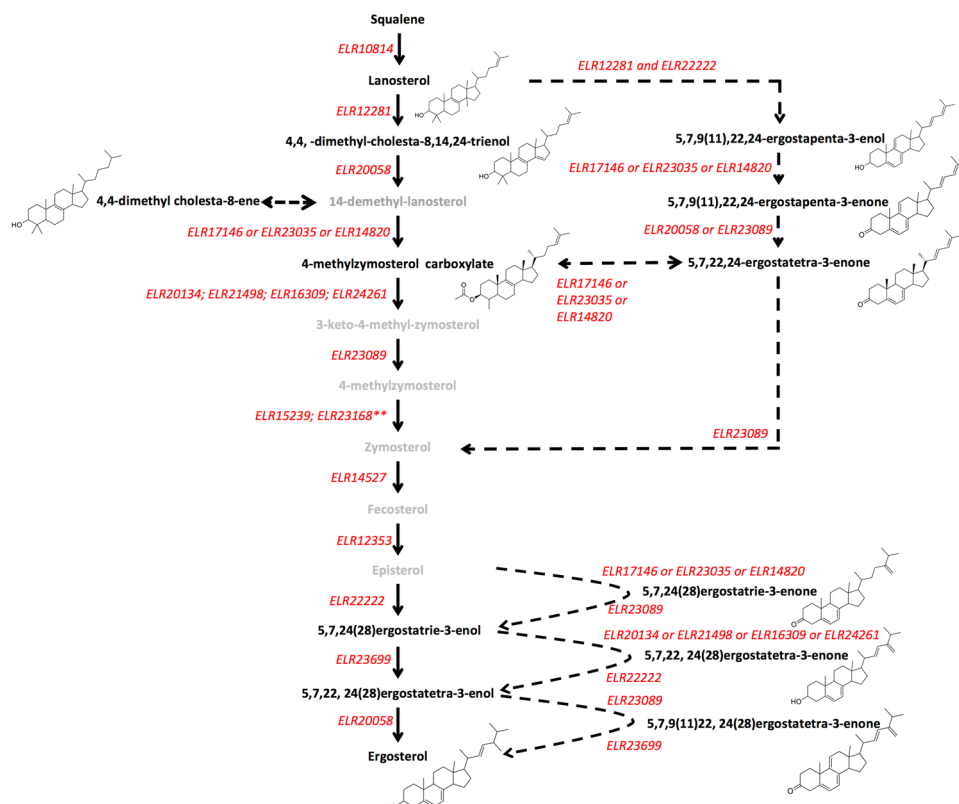 Squalene
ELR10814
ELR12281 and ELR22222
Lanosterol
HO
ELR12281
4,4, -dimethyl-cholesta-8,14,24-trienol
5,7,9(11),22,24-ergostapenta-3-enol
HO
ELR20058
HO
ELR17146 or ELR23035 or ELR14820
4,4-dimethyl cholesta-8-ene
14-demethyl-lanosterol
5,7,9(11),22,24-ergostapenta-3-enone
HO
ELR17146 or ELR23035 or ELR14820
ELR20058 or ELR23089
O
4-methylzymosterol carboxylate
5,7,22,24-ergostatetra-3-enone
O
O
O
ELR20134; ELR21498; ELR16309; ELR24261
ELR17146 or
ELR23035 or
ELR14820
3-keto-4-methyl-zymosterol
ELR23089
4-methylzymosterol
ELR15239; ELR23168**
ELR23089
Zymosterol
ELR14527
Fecosterol
ELR12353
Episterol
ELR17146 or ELR23035 or ELR14820
5,7,24(28)ergostatrie-3-enone
O
ELR22222
ELR23089
5,7,24(28)ergostatrie-3-enol
ELR20134 or ELR21498 or ELR16309 or ELR24261
5,7,22, 24(28)ergostatetra-3-enone
ELR23699
ELR22222
HO
5,7,22, 24(28)ergostatetra-3-enol
ELR23089
ELR20058
5,7,9(11)22, 24(28)ergostatetra-3-enone
ELR23699
Ergosterol
O